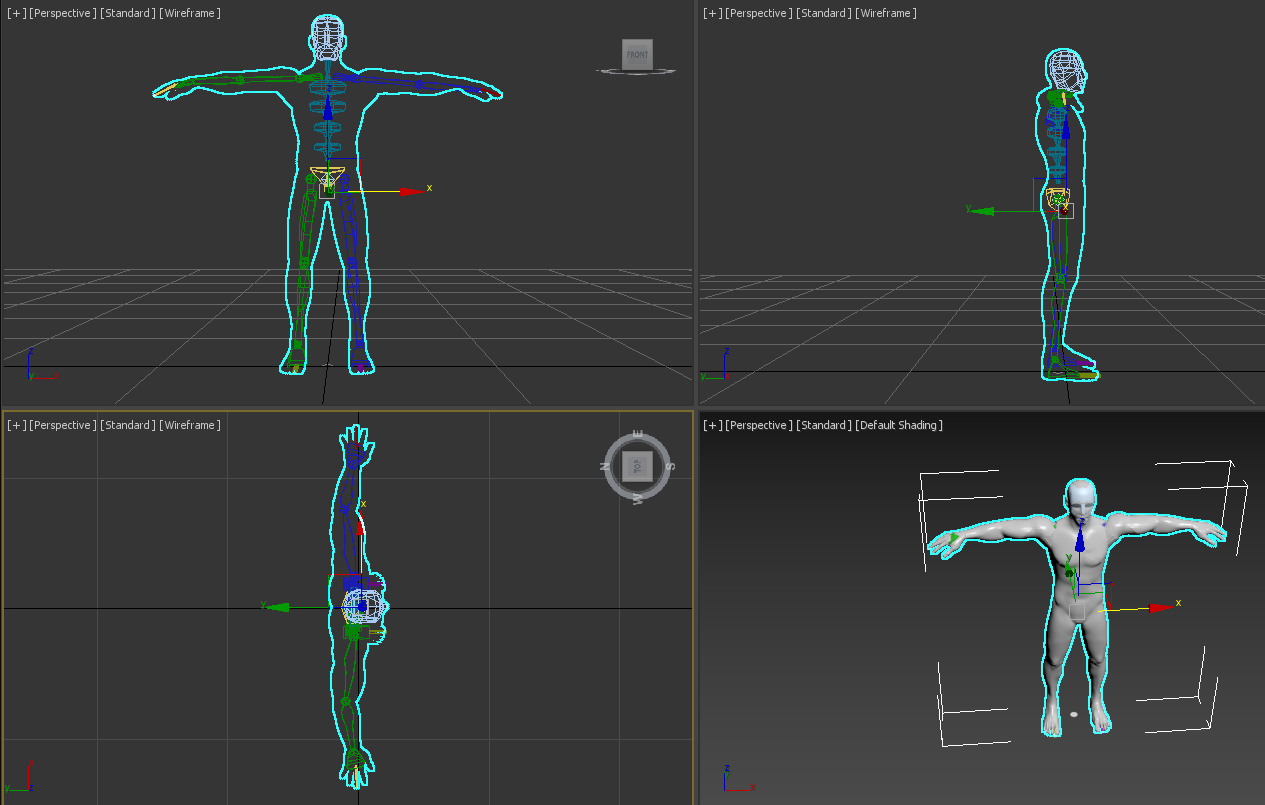 [+] [Perspective] [Standard] [Wireframe]
[+] [Perspective] [Standard] [Wireframe]
FRONT
x
z
y
y
z
y
[+] [Perspective] [Standard] [Wireframe]
[+] [Perspective] [Standard] [Default Shading]
E
N
TOP
S
W
x
y
z
y
x
y
z
z
x